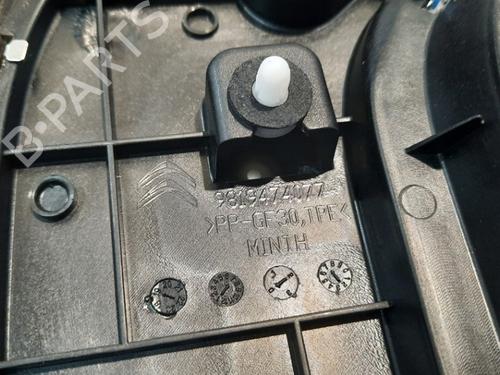 B-PARTS
9819474077
>PP-GF30,TPE<
MINTH